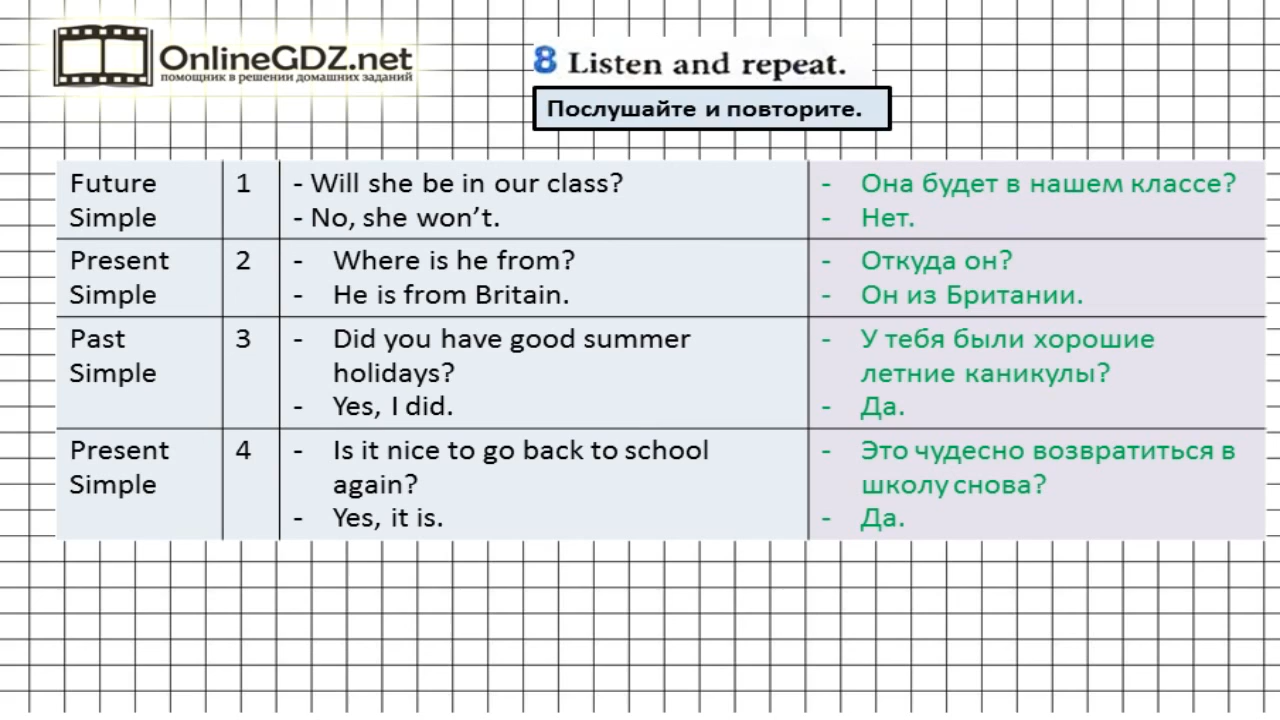 OnlineGDZ.net
помощник в решении домашних заданий
8 Listen and repeat.
Послушайте и повторите.
Future Simple 1
- Will she be in our class?
- No, she won't.
- Она будет в нашем классе?
- Нет.
Present Simple 2
- Where is he from?
- He is from Britain.
- Откуда он?
- Он из Британии.
Past Simple 3
- Did you have good summer
holidays?
- Yes, I did.
- У тебя были хорошие
летние каникулы?
- Да.
Present Simple 4
- Is it nice to go back to school
again?
- Yes, it is.
- Это чудесно возвратиться в
школу снова?
- Да.